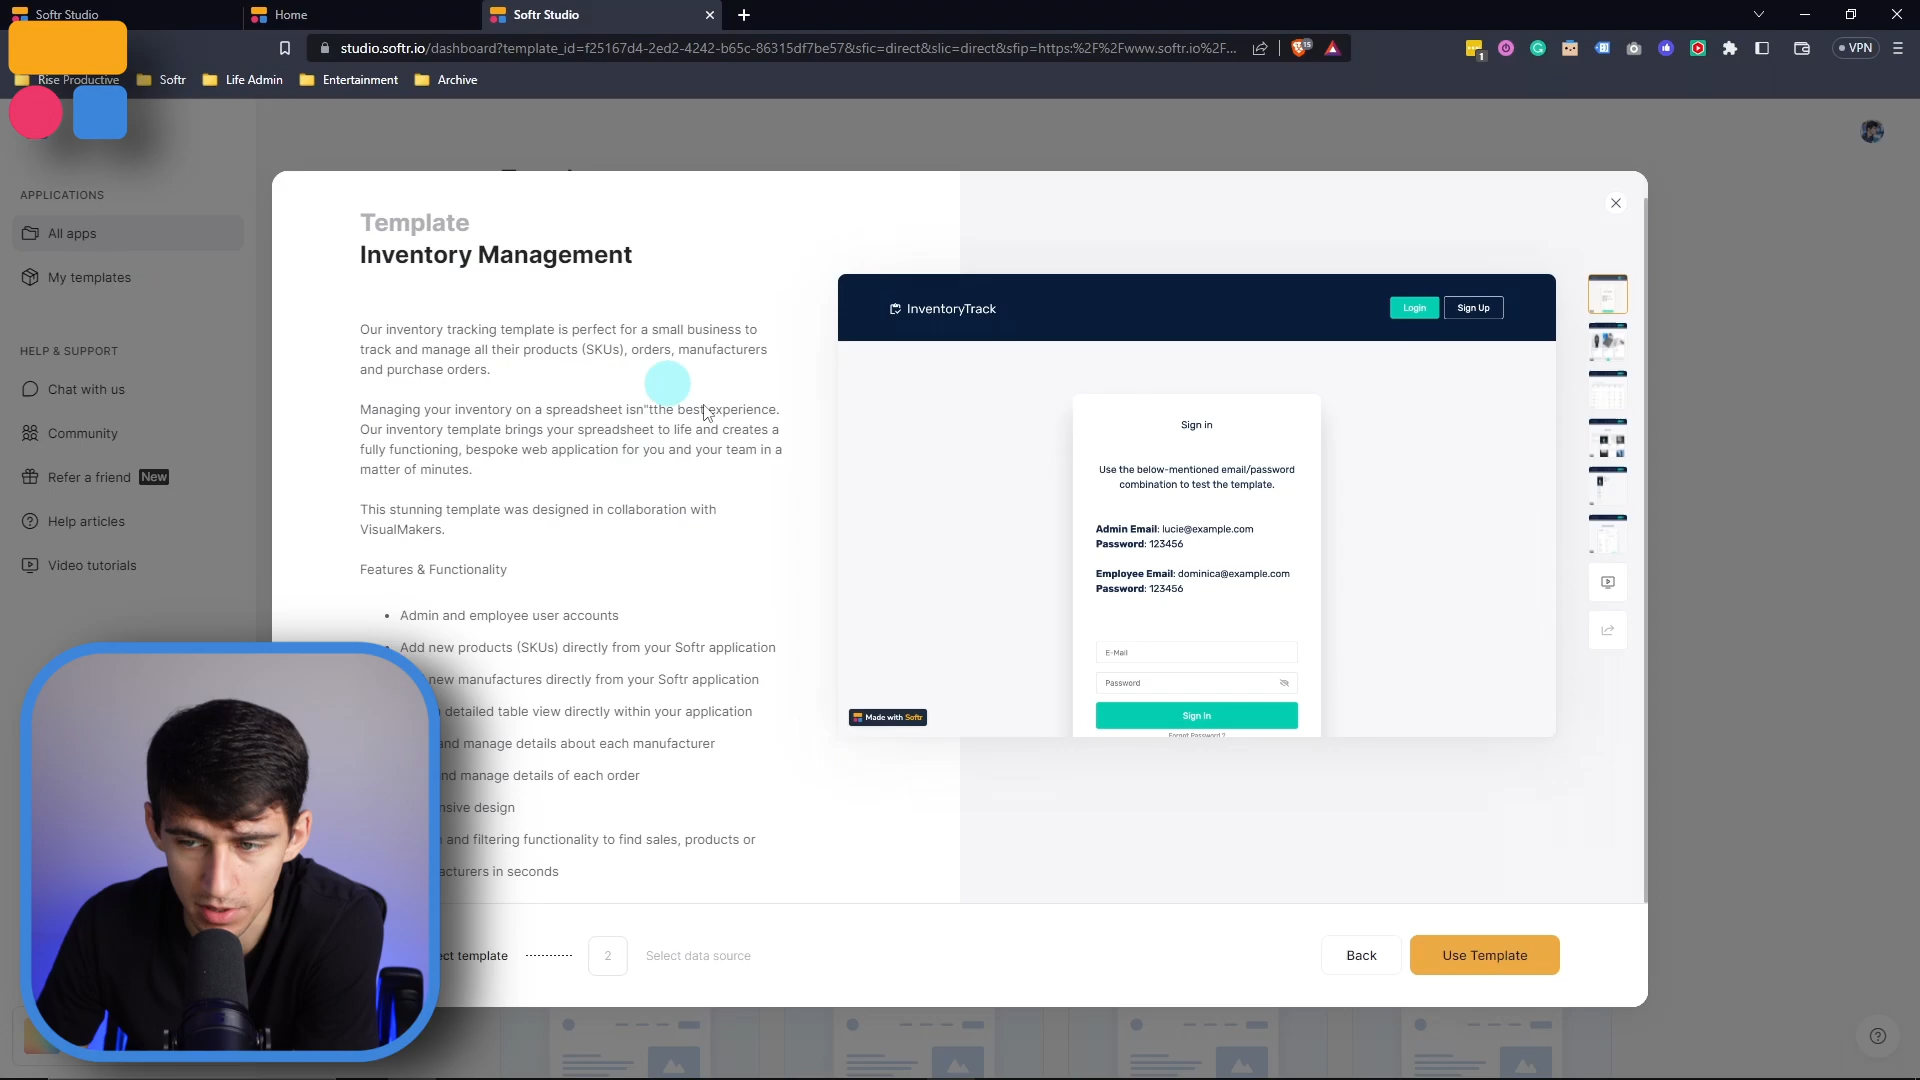 Softr Studio
Home
Softr Studio
studio.softr.io/dashboard?template_id=f25167d4-2ed2-4242-b65c-86315df7be57&sfic=direct&slic=direct&sfip=https:%2F%2Fwww.softr.io%2F...
15
1
VPN
Rise Productive
Softr
Life Admin
Entertainment
Archive
APPLICATIONS
All apps
My templates
HELP & SUPPORT
Chat with us
Community
Refer a friend New
Help articles
Video tutorials
Template
Inventory Management
Our inventory tracking template is perfect for a small business to
track and manage all their products (SKUs), orders, manufacturers
and purchase orders.
Managing your inventory on a spreadsheet isn"tthe best experience.
Our inventory template brings your spreadsheet to life and creates a
fully functioning, bespoke web application for you and your team in a
matter of minutes.
This stunning template was designed in collaboration with
VisualMakers.
Features & Functionality
Admin and employee user accounts
Add new products (SKUs) directly from your Softr application
new manufactures directly from your Softr application
detailed table view directly within your application
and manage details about each manufacturer
and manage details of each order
design
and filtering functionality to find sales, products or
in seconds
InventoryTrack
Login
Sign Up
Sign in
Use the below-mentioned email/password
combination to test the template.
Admin Email: lucie@example.com
Password: 123456
Employee Email: dominica@example.com
Password: 123456
E-Mail
Password
Sign In
Forgot Password ?
Made with Softr
template
2
Select data source
Back
Use Template